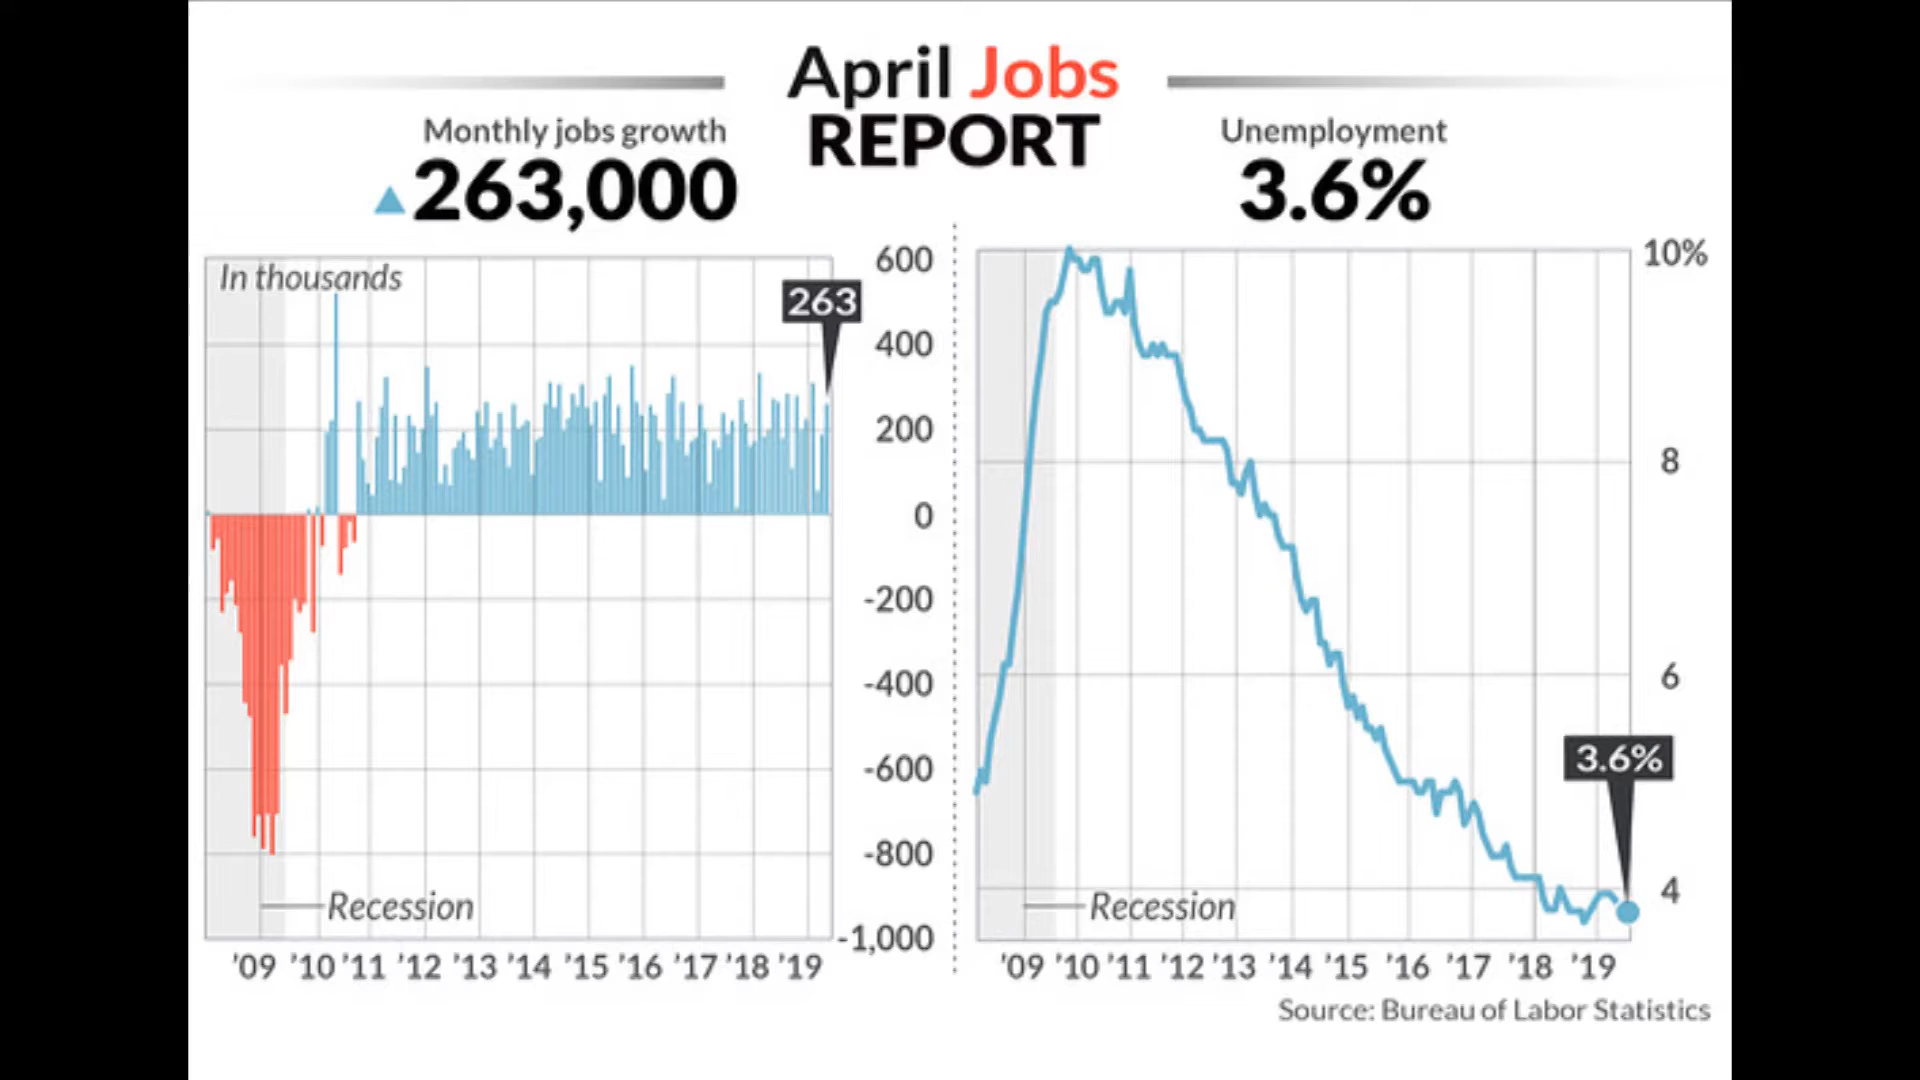 April Jobs
REPORT
Monthly jobs growth
▲263,000
Unemployment
3.6%
In thousands
263
600
400
200
0
-200
-400
-600
-800
-1,000
Recession
'09 '10 '11 '12 '13 '14 '15 '16 '17 '18 '19
10%
8
6
4
3.6%
Recession
'09 '10 '11 '12 '13 '14 '15 '16 '17 '18 '19
Source: Bureau of Labor Statistics